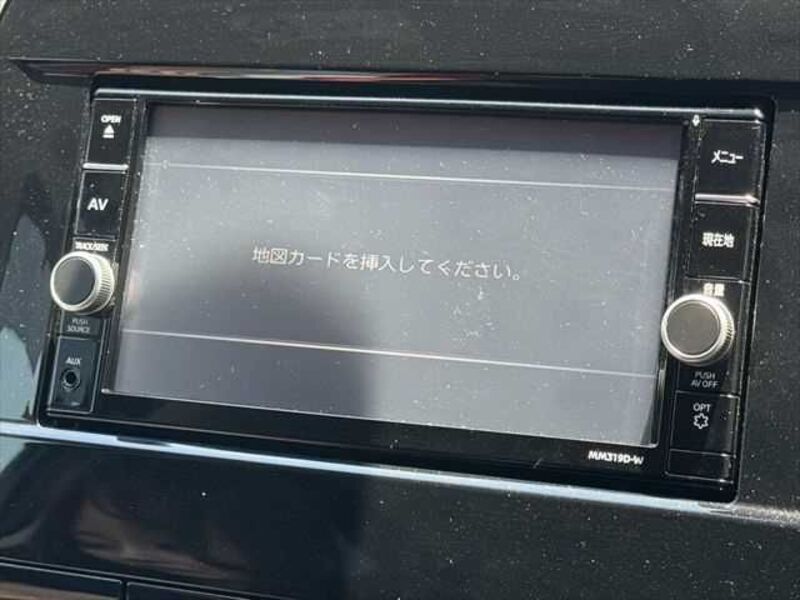 OPEN
AV
TRACK/SEEK
PUSH
SOURCE
AUX
地図カードを挿入してください。
メニュー
現在地
音量
PUSH
AV OFF
OPT
MM319D-W